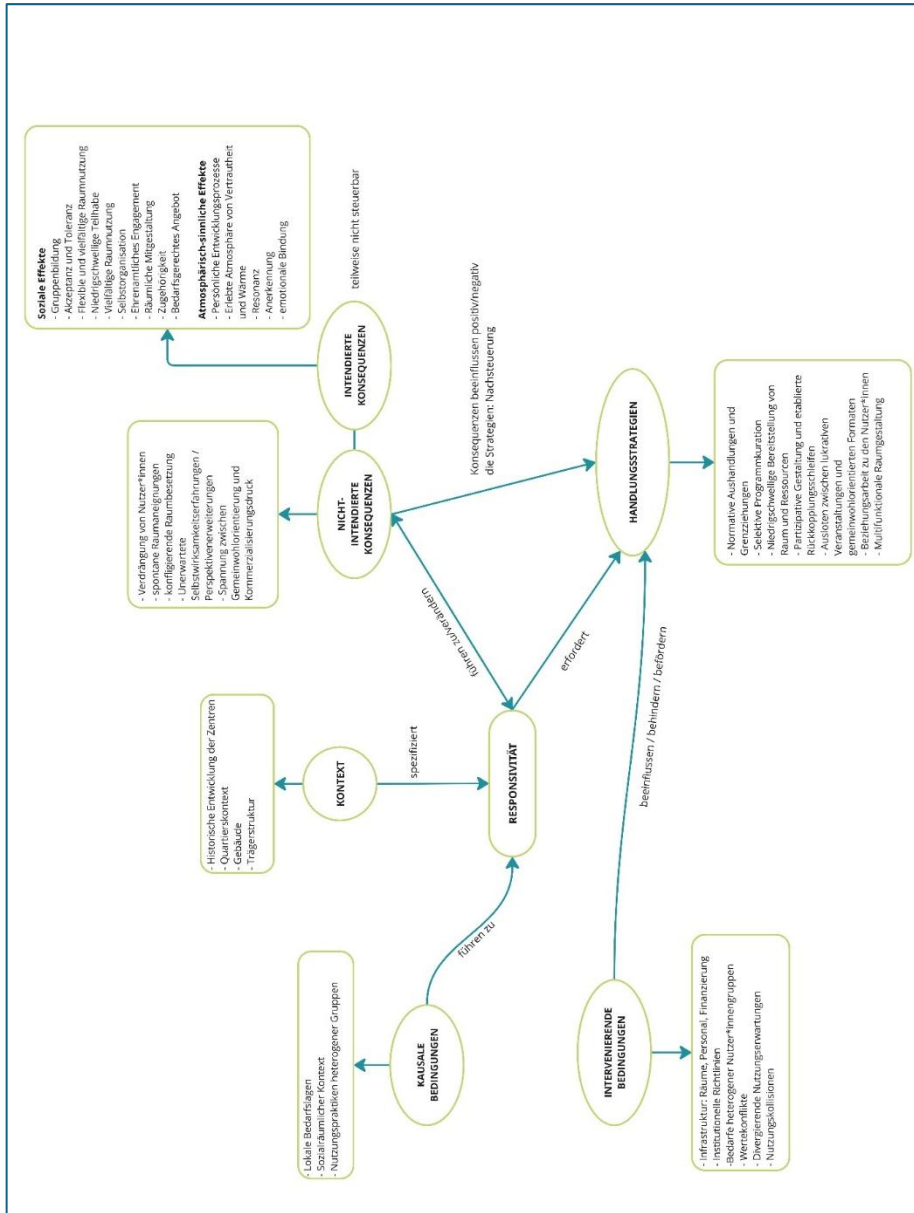 - Lokale Bedarfslagen
- Sozialräumlicher Kontext
- Nutzungspraktiken heterogener Gruppen
KAUSALE
BEDINGUNGEN
führen zu
- Historische Entwicklung der Zentren
- Quartierskontext
- Gebäude
- Trägerstruktur
KONTEXT
spezifiziert
RESPONSIVITÄT
- Verdrängung von Nutzer*innen
- spontane Raumaneignungen
- konfligierende Raumbesetzung
- Unerwartete
Selbstwirksamkeitserfahrungen /
Perspektivenerweiterungen
- Spannung zwischen
Gemeinwohlorientierung und
Kommerzialisierungsdruck
NICHT-
INTENDIERTE
KONSEQUENZEN
führen zu/verändern
erfordert
Soziale Effekte
- Gruppenbildung
- Akzeptanz und Toleranz
- Flexible und vielfältige Raumnutzung
- Niedrigschwellige Teilhabe
- Vielfältige Raumnutzung
- Selbstorganisation
- Ehrenamtliches Engagement
- Räumliche Mitgestaltung
- Zugehörigkeit
- Bedarfsgerechtes Angebot
Atmosphärisch-sinnliche Effekte
- Persönliche Entwicklungsprozesse
- Erlebte Atmosphäre von Vertrautheit
und Wärme
- Resonanz
- Anerkennung
- emotionale Bindung
INTENDIERTE
KONSEQUENZEN
teilweise nicht steuerbar
Konsequenzen beeinflussen positiv/negativ
die Strategien: Nachsteuerung
INTERVENIERENDE
BEDINGUNGEN
beeinflussen / behindern / befördern
- Infrastruktur: Räume, Personal, Finanzierung
- Institutionelle Richtlinien
-Bedarfe heterogener Nutzer*innengruppen
- Wertekonflikte
- Divergierende Nutzungserwartungen
- Nutzungskollisionen
HANDLUNGSSTRATEGIEN
- Normative Aushandlungen und
Grenzziehungen
- Selektive Programmkuration
- Niedrigschwellige Bereitstellung von
Raum und Ressourcen
- Partizipative Gestaltung und etablierte
Rückkopplungsschleifen
- Ausloten zwischen lukrativen
Veranstaltungen und
gemeinwohlorientierten Formaten
- Beziehungsarbeit zu den Nutzer*innen
- Multifunktionale Raumgestaltung